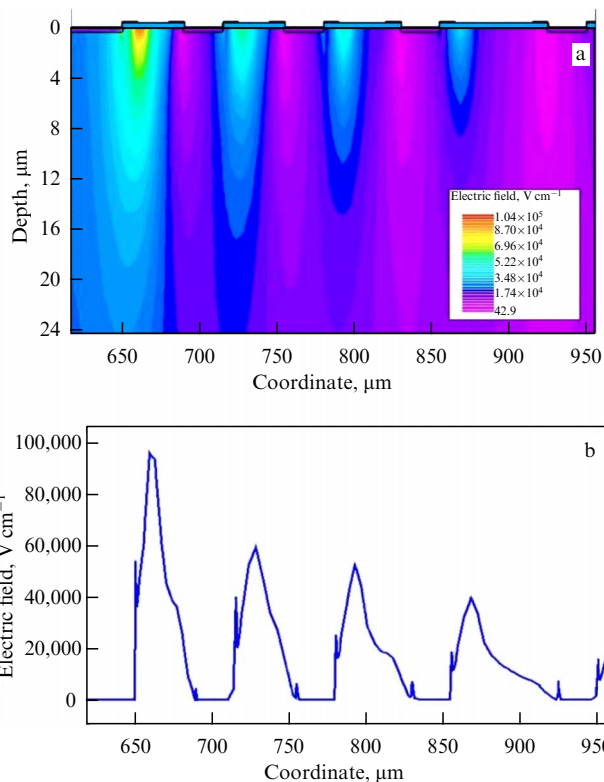 0
4
8
12
16
20
24
Depth, μm
a
Electric field, V cm⁻¹
1.04×10⁵
8.70×10⁴
6.96×10⁴
5.22×10⁴
3.48×10⁴
1.74×10⁴
42.9
650 700 750 800 850 900 950
Coordinate, μm
b
100,000
80,000
60,000
40,000
20,000
0
Electric field, V cm⁻¹
650 700 750 800 850 900 950
Coordinate, μm